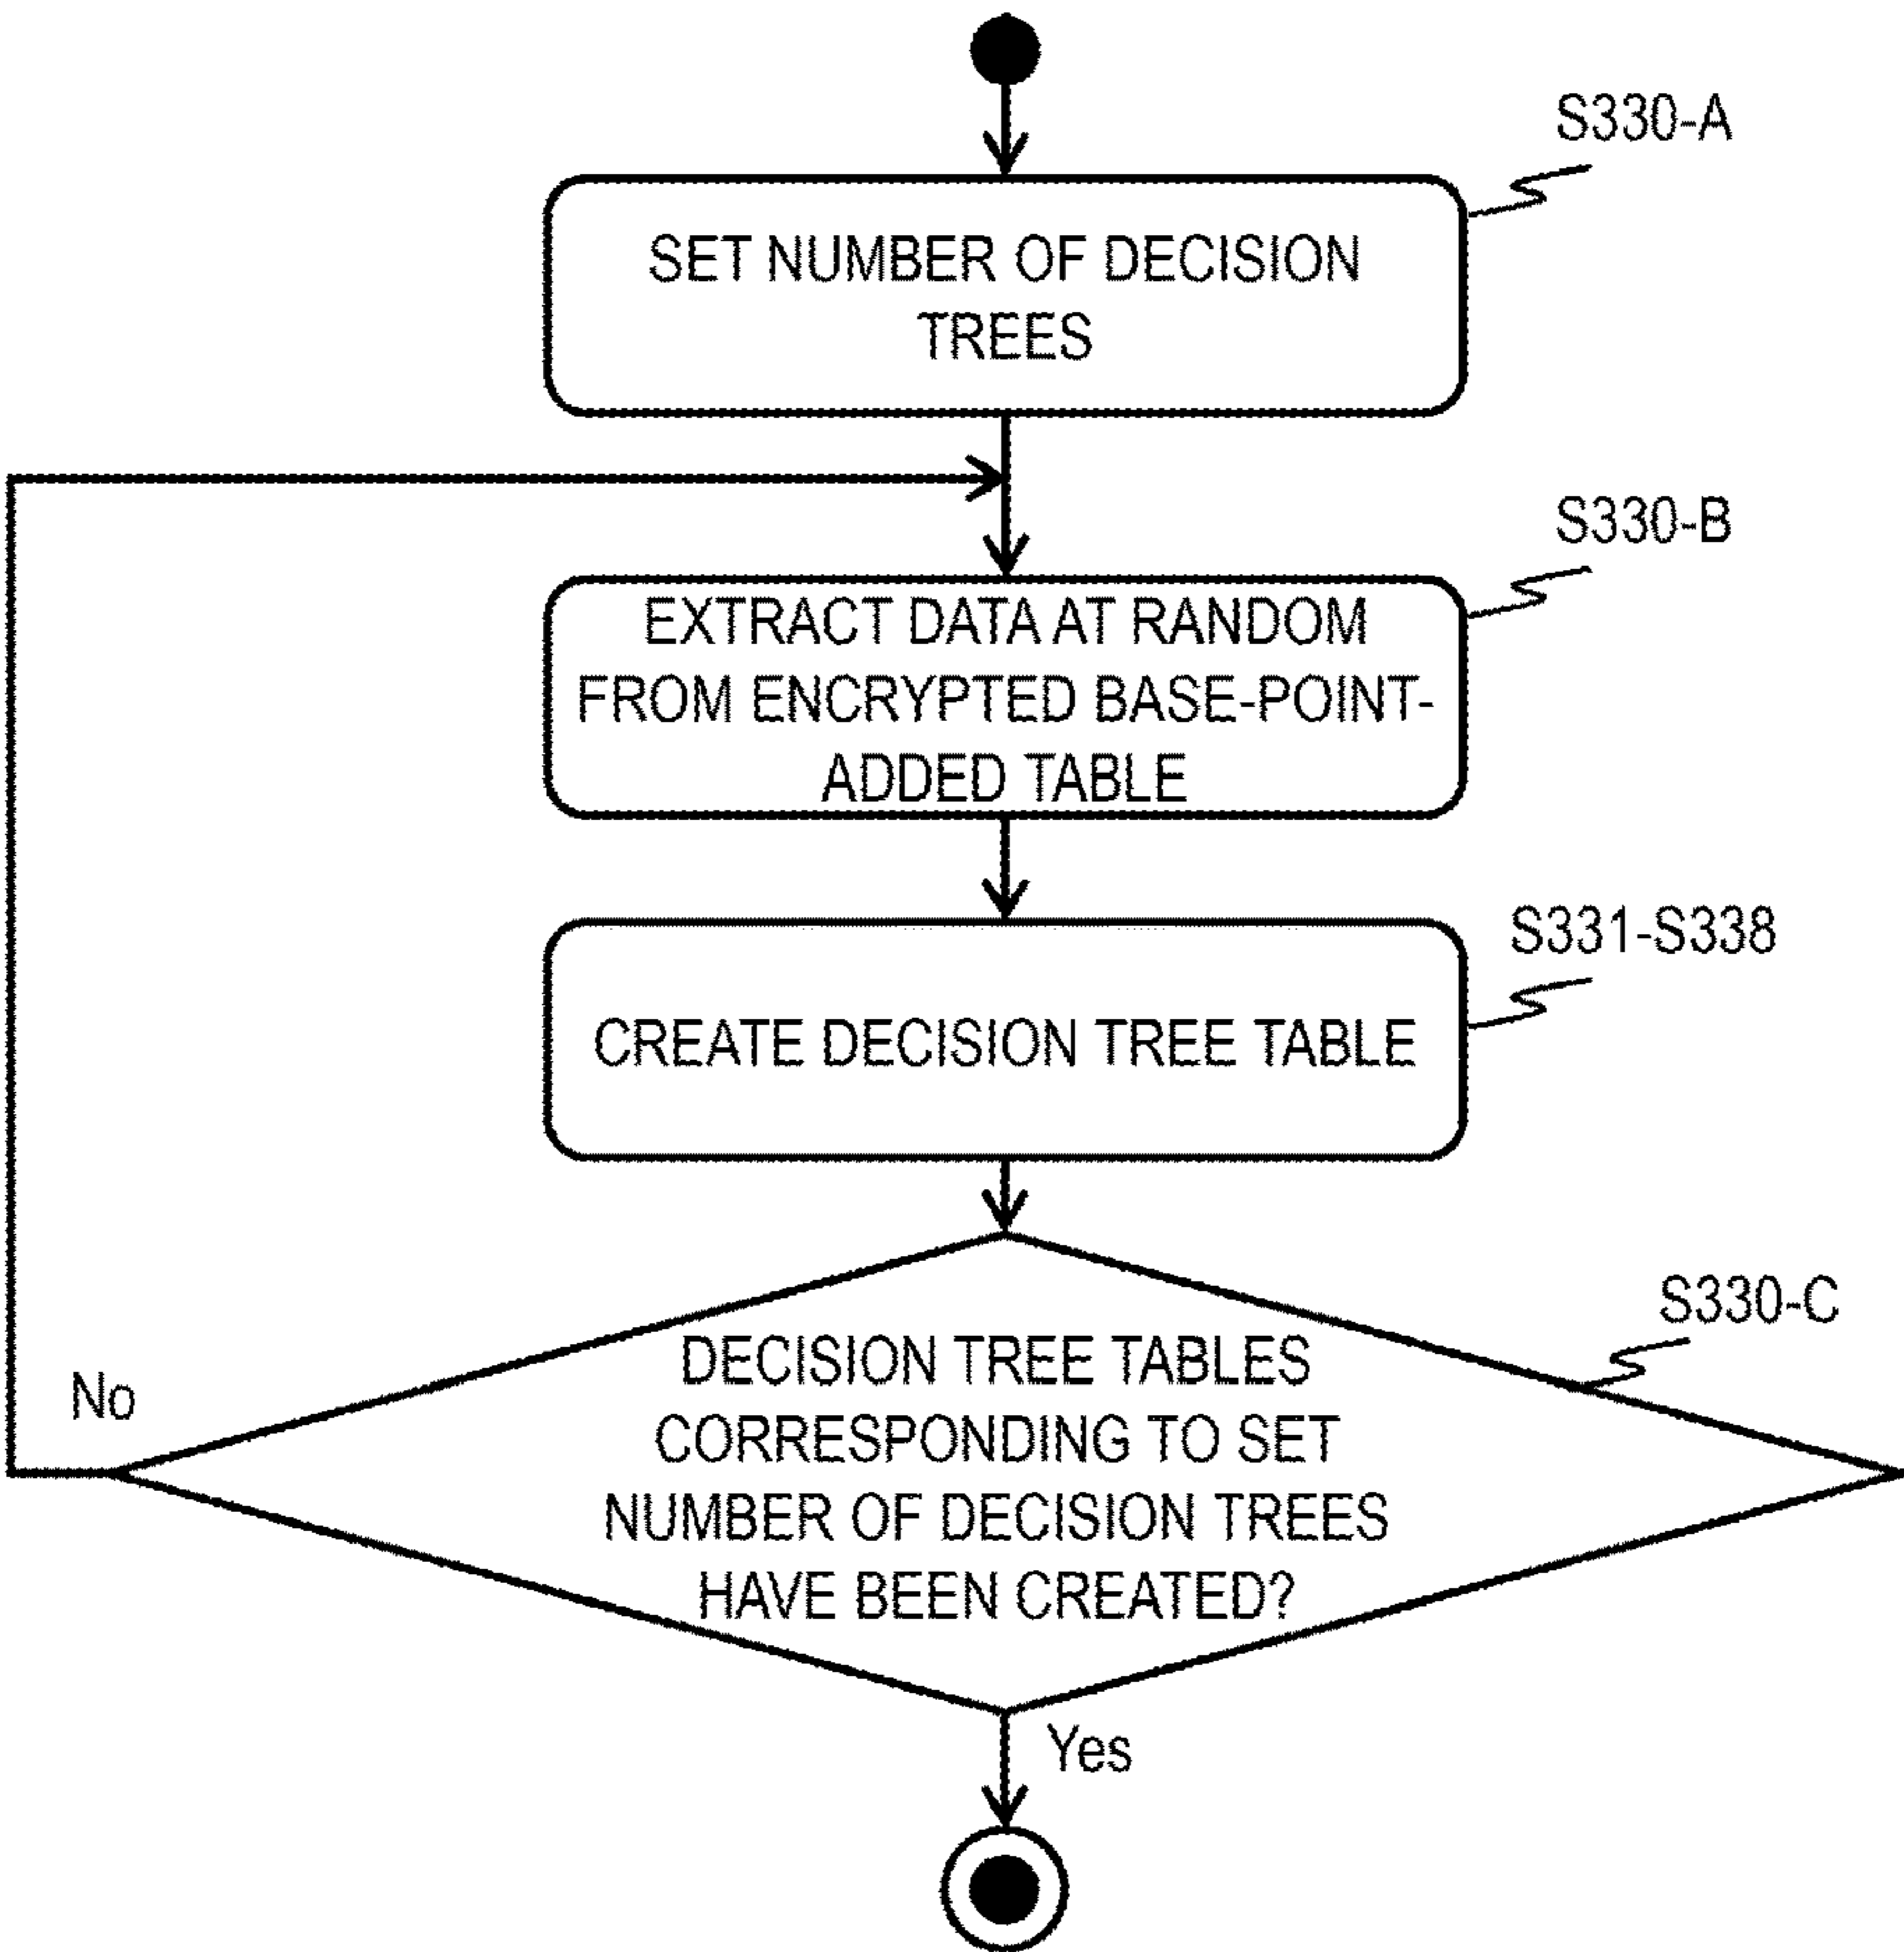 S330-A
SET NUMBER OF DECISION
TREES
S330-B
EXTRACT DATA AT RANDOM
FROM ENCRYPTED BASE-POINT-
ADDED TABLE
S331-S338
CREATE DECISION TREE TABLE
S330-C
DECISION TREE TABLES
CORRESPONDING TO SET
NUMBER OF DECISION TREES
HAVE BEEN CREATED?
No
Yes